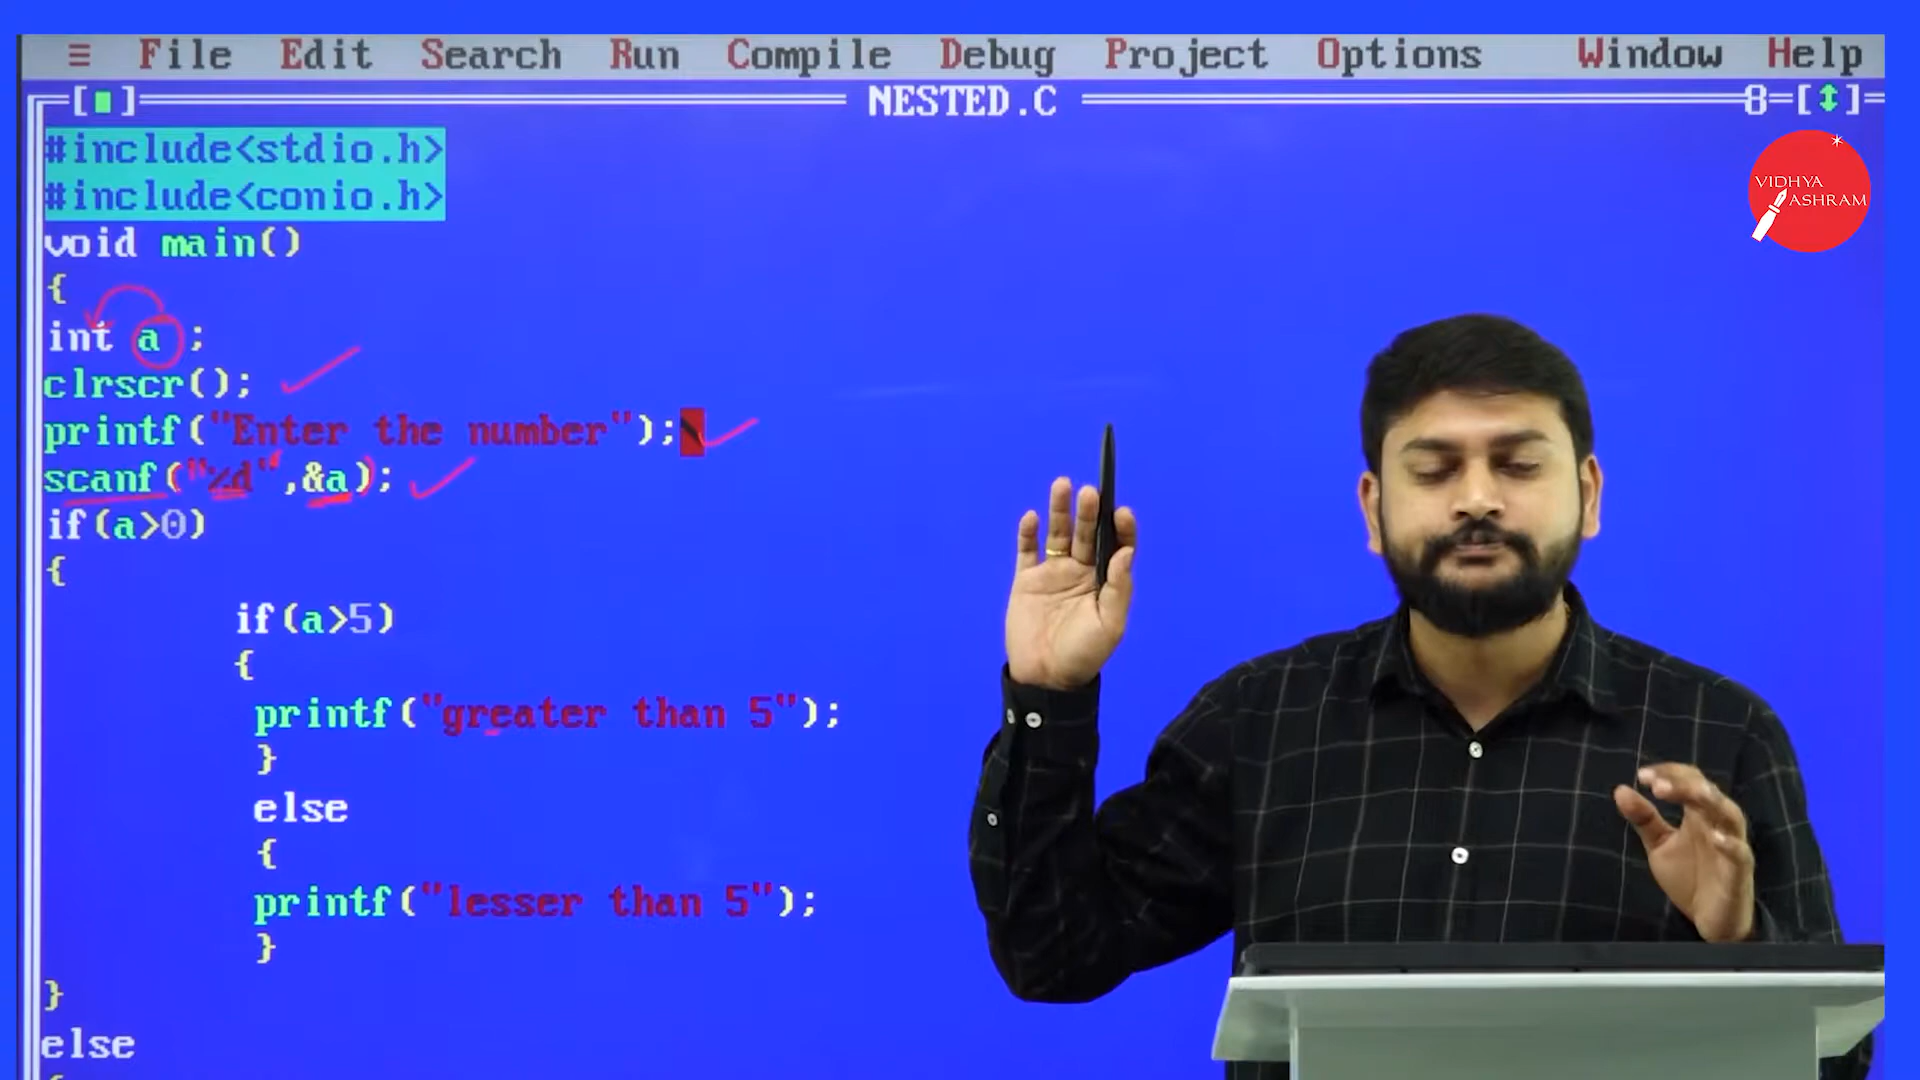 ≡ File Edit Search Run Compile Debug Project Options Window Help
[■] NESTED.C 8=[↕]
#include<stdio.h>
#include<conio.h>
void main()
{
int a ;
clrscr();
printf("Enter the number");
scanf("%d",&a);
if(a>0)
{
if(a>5)
{
printf("greater than 5");
}
else
{
printf("lesser than 5");
}
}
else
{
VIDHYA
ASHRAM